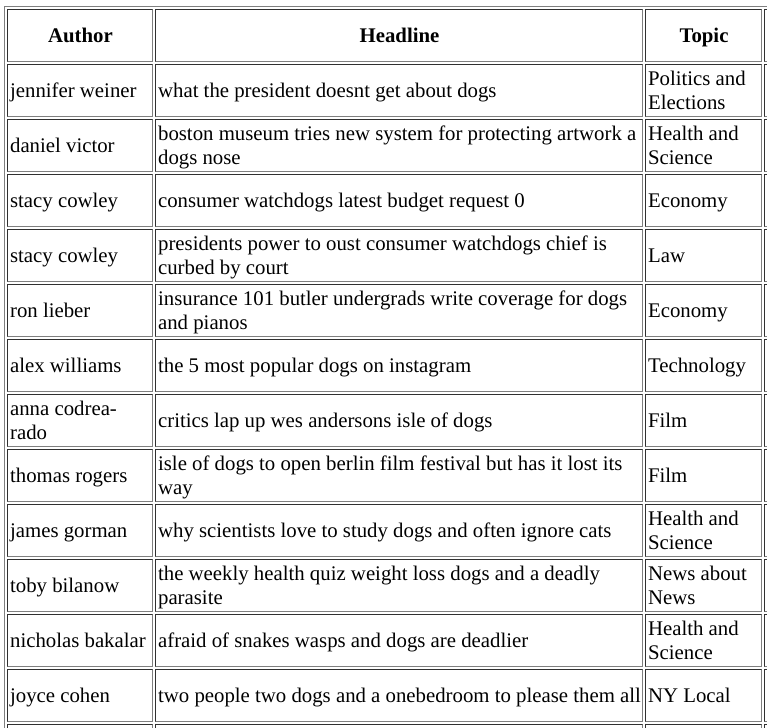 Author Headline Topic
jennifer weiner what the president doesnt get about dogs Politics and
Elections
daniel victor boston museum tries new system for protecting artwork a Health and
dogs nose Science
stacy cowley consumer watchdogs latest budget request 0 Economy
stacy cowley presidents power to oust consumer watchdogs chief is Law
curbed by court
ron lieber insurance 101 butler undergrads write coverage for dogs Economy
and pianos
alex williams the 5 most popular dogs on instagram Technology
anna codrea- critics lap up wes andersons isle of dogs Film
rado
thomas rogers isle of dogs to open berlin film festival but has it lost its Film
way
james gorman why scientists love to study dogs and often ignore cats Health and
Science
toby bilanow the weekly health quiz weight loss dogs and a deadly News about
parasite News
nicholas bakalar afraid of snakes wasps and dogs are deadlier Health and
Science
joyce cohen two people two dogs and a onebedroom to please them all NY Local